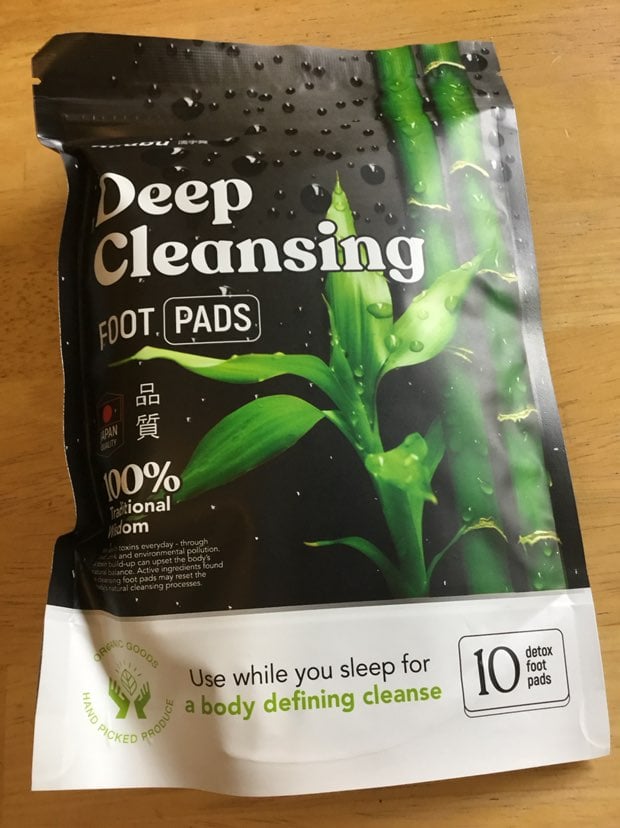 Deep
Cleansing
FOOT PADS
品
質
JAPAN
QUALITY
100%
Traditional
Wisdom
toxins everyday - through
and environmental pollution.
build-up can upset the body's
balance. Active ingredients found
cleansing foot pads may reset the
natural cleansing processes.
ORGANIC GOODS
HAND PICKED PRODUCE
Use while you sleep for
a body defining cleanse
10 detox
foot
pads